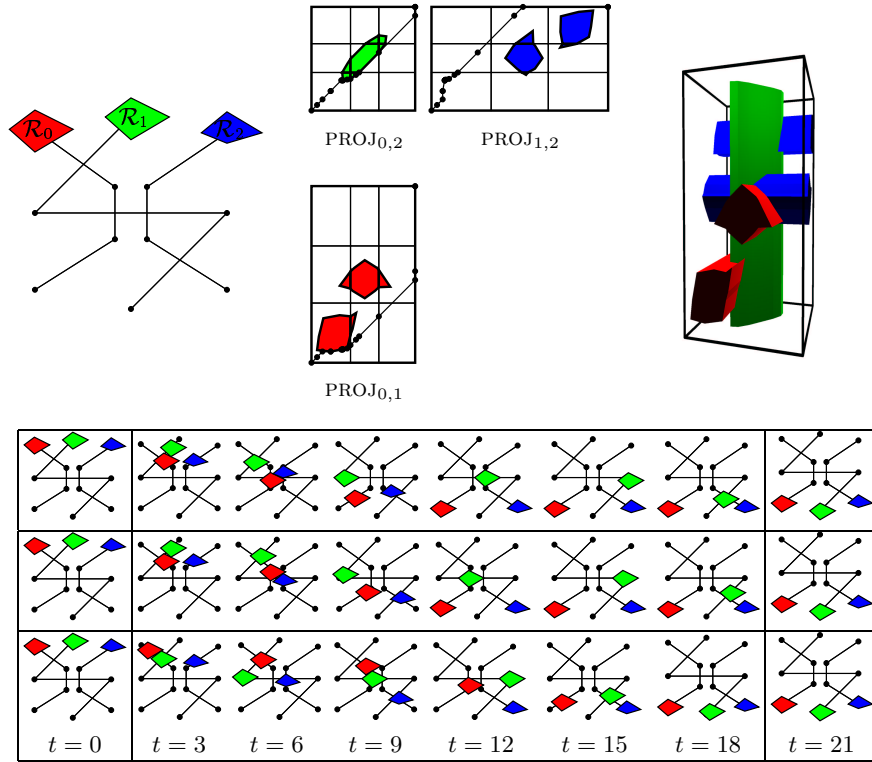 R₀
R₁
R₂
PROJ₀,₂
PROJ₁,₂
PROJ₀,₁
t = 0 t = 3 t = 6 t = 9 t = 12 t = 15 t = 18 t = 21